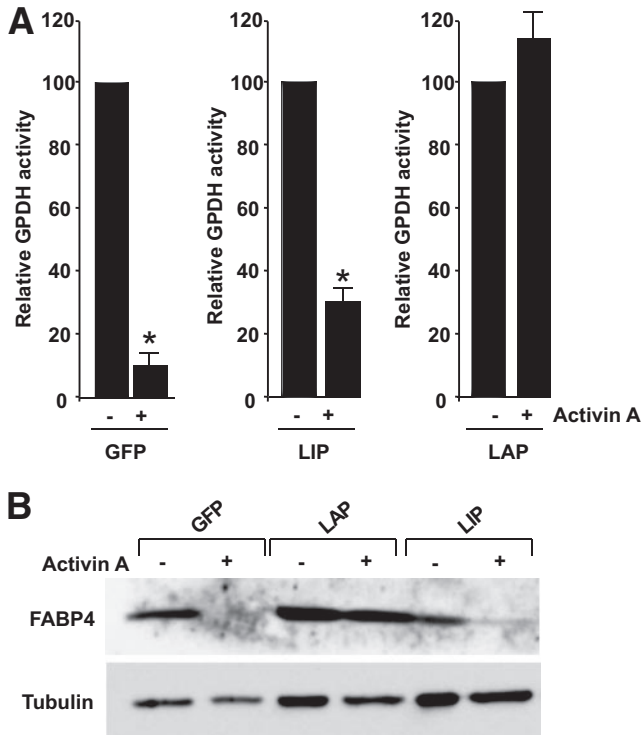 A
Relative GPDH activity
120
100
80
60
40
20
0
*
- +
GFP
Relative GPDH activity
120
100
80
60
40
20
0
*
- +
LIP
Relative GPDH activity
120
100
80
60
40
20
0
- + Activin A
LAP
B
GFP LAP LIP
Activin A - + - + - +
FABP4
Tubulin